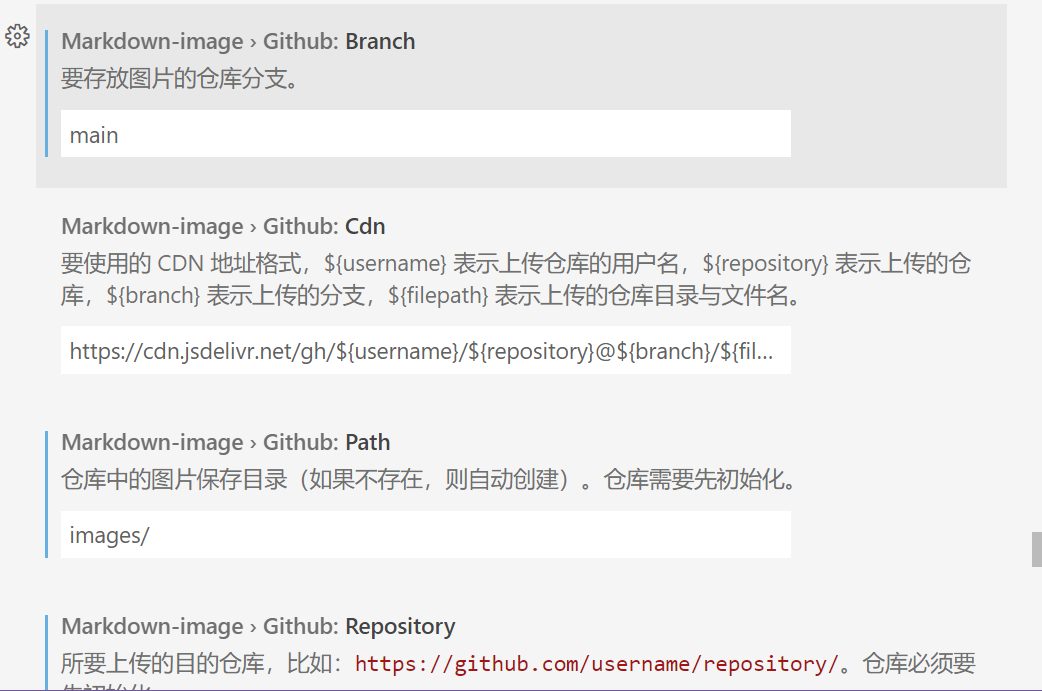 Markdown-image › Github: Branch
要存放图片的仓库分支。
main
Markdown-image › Github: Cdn
要使用的 CDN 地址格式，${username} 表示上传仓库的用户名，${repository} 表示上传的仓
库，${branch} 表示上传的分支，${filepath} 表示上传的仓库目录与文件名。
https://cdn.jsdelivr.net/gh/${username}/${repository}@${branch}/${fil...
Markdown-image › Github: Path
仓库中的图片保存目录（如果不存在，则自动创建）。仓库需要先初始化。
images/
Markdown-image › Github: Repository
所要上传的目的仓库，比如：https://github.com/username/repository/。仓库必须要
先初始化